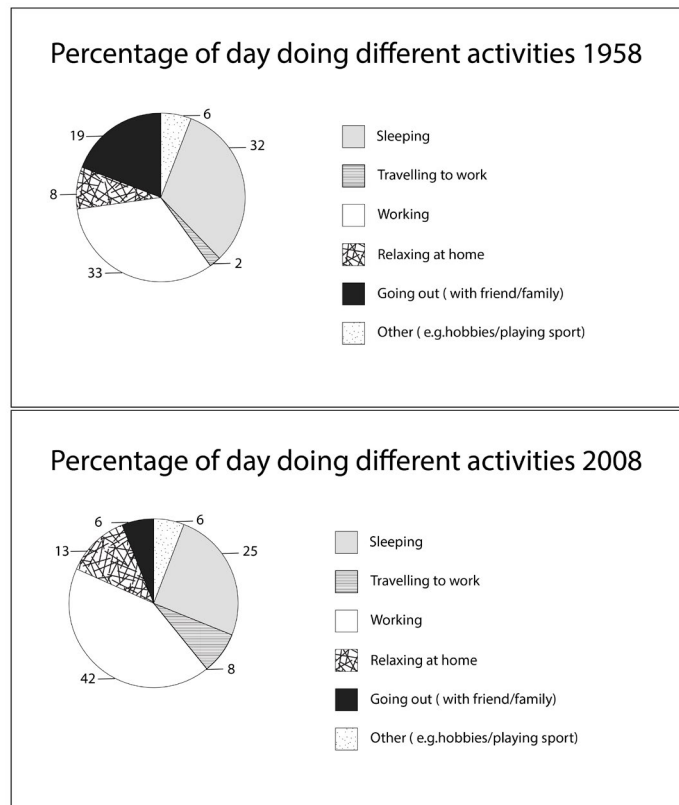 Percentage of day doing different activities 1958
6
19
32
8
33
2
Sleeping
Travelling to work
Working
Relaxing at home
Going out ( with friend/family)
Other ( e.g.hobbies/playing sport)
Percentage of day doing different activities 2008
6
6
13
25
42
8
Sleeping
Travelling to work
Working
Relaxing at home
Going out ( with friend/family)
Other ( e.g.hobbies/playing sport)